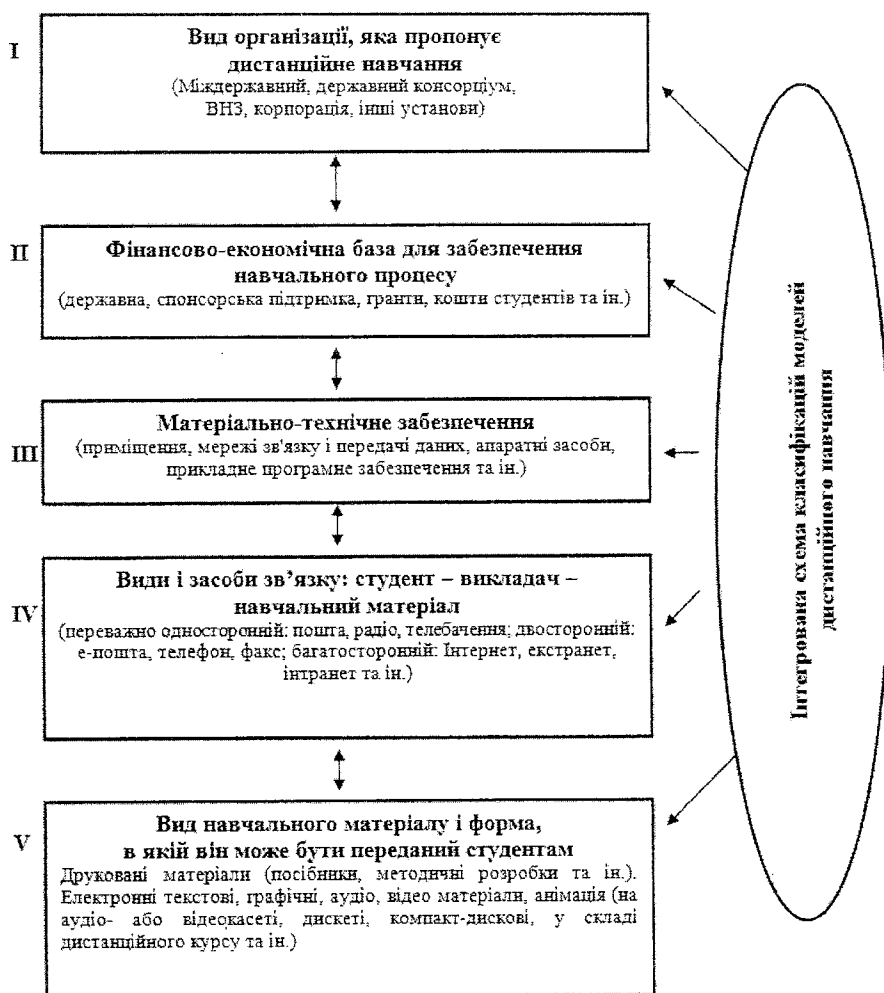 I
Вид організації, яка пропонує
дистанційне навчання
(Міждержавний, державний консорціум,
ВНЗ, корпорація, інші установи)
II
Фінансово-економічна база для забезпечення
навчального процесу
(державна, спонсорська підтримка, гранти, кошти студентів та ін.)
III
Матеріально-технічне забезпечення
(приміщення, мережі зв'язку і передачі даних, апаратні засоби,
прикладне програмне забезпечення та ін.)
IV
Види і засоби зв’язку: студент – викладач –
навчальний матеріал
(переважно односторонній: пошта, радіо, телебачення; двосторонній:
е-пошта, телефон, факс; багатосторонній: Інтернет, екстранет,
інтранет та ін.)
V
Вид навчального матеріалу і форма,
в якій він може бути переданий студентам
Друковані матеріали (посібники, методичні розробки та ін.).
Електронні текстові, графічні, аудіо, відео матеріали, анімація (на
аудіо- або відеокасеті, дискеті, компакт-дискові, у складі
дистанційного курсу та ін.)
Інтегрована схема класифікацій моделей
дистанційного навчання